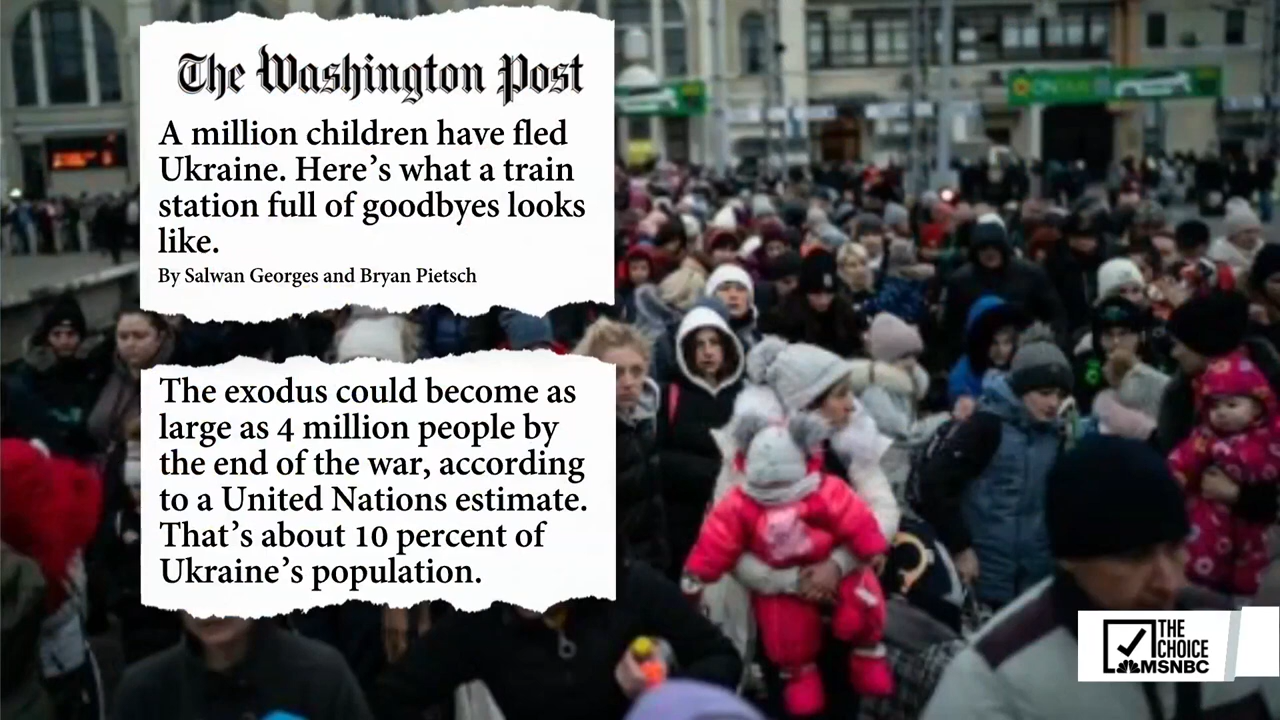 The Washington Post
A million children have fled
Ukraine. Here's what a train
station full of goodbyes looks
like.
By Salwan Georges and Bryan Pietsch
The exodus could become as
large as 4 million people by
the end of the war, according
to a United Nations estimate.
That's about 10 percent of
Ukraine's population.
THE
CHOICE
MSNBC